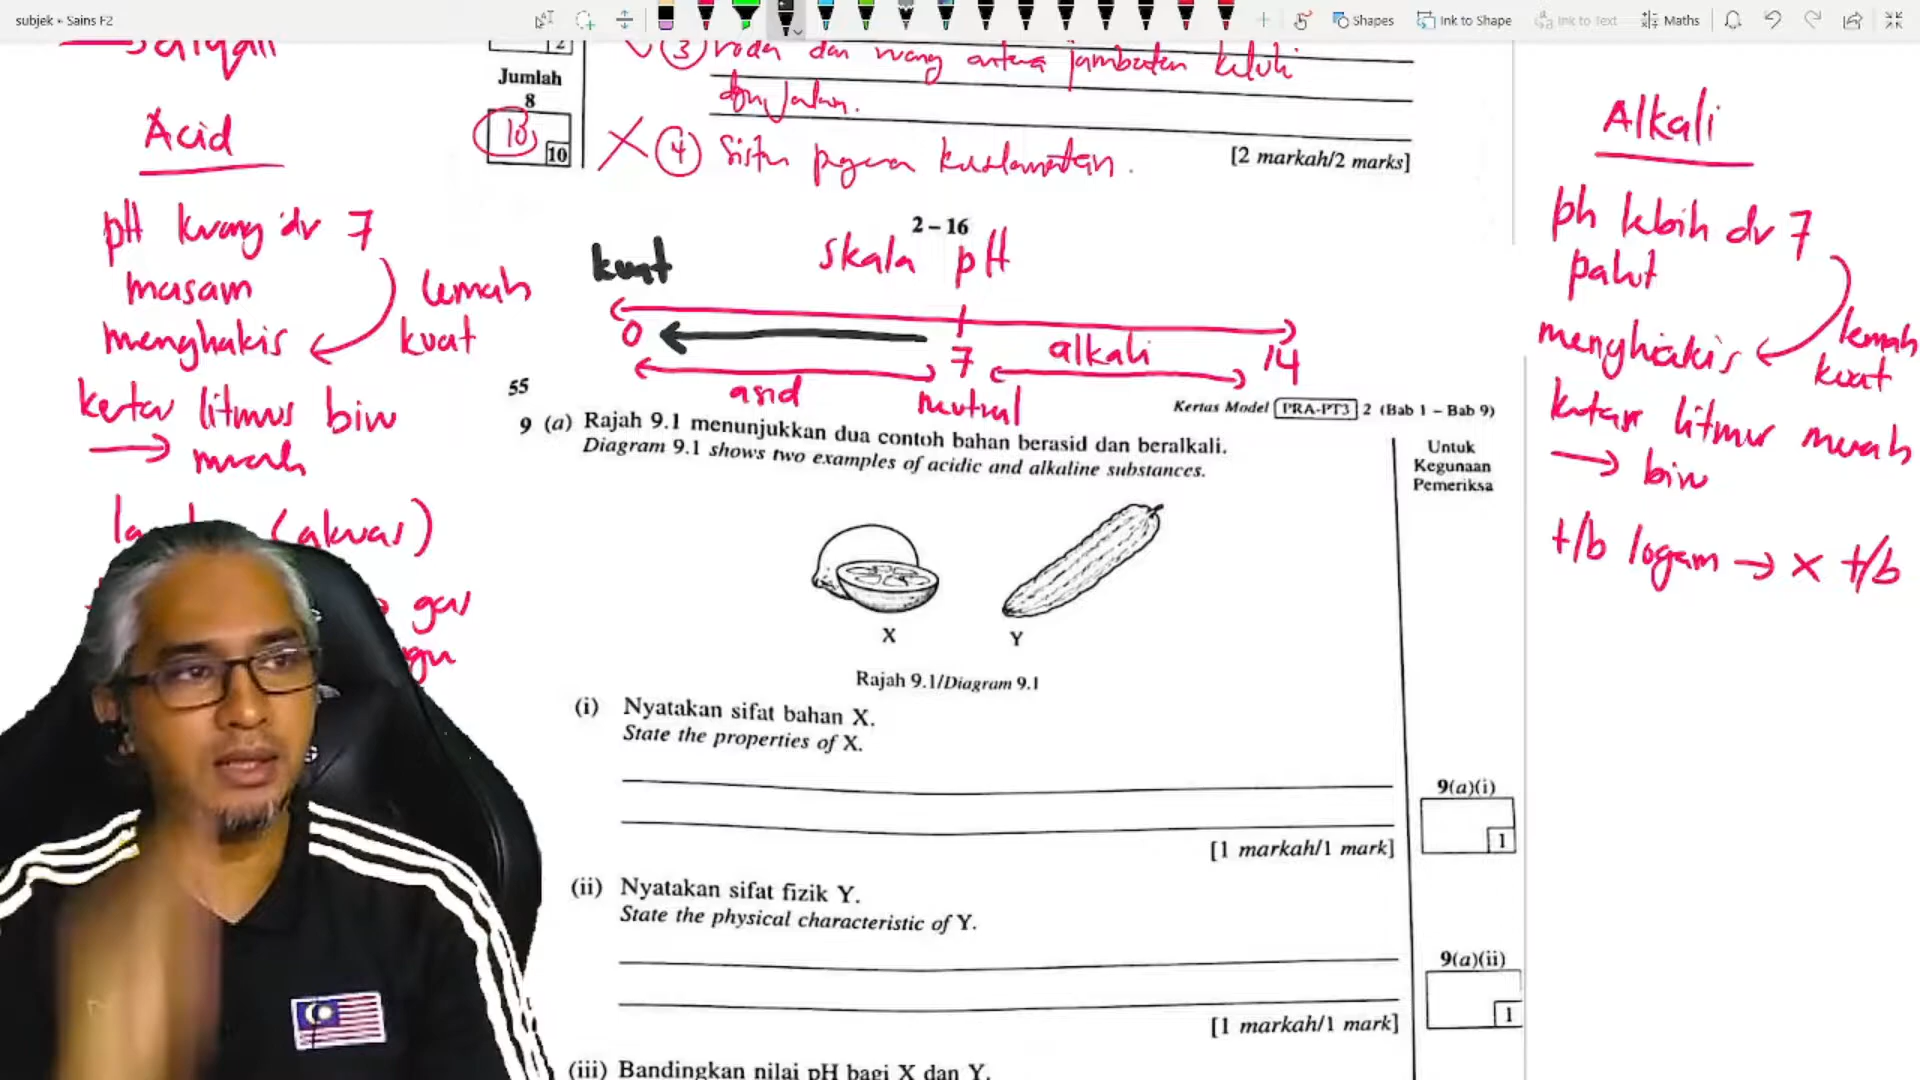 subjek - Sains F2
Shapes
Ink to Shape
Ink to Text
Maths
2
Jumlah
8
10
10
(3) roda dan ruang antara jambatan keluli
dan jalan.
X (4) Sistem pagar keselamatan.
[2 markah/2 marks]
2 – 16
Acid
pH kurang dr 7
masam
menghakis
lemah
kuat
kertas litmus biru
→ merah
(akuas)
gas
kuat
skala pH
0
7
14
asid
neutral
alkali
Alkali
ph lebih dr 7
pahit
menghakis
lemah
kuat
kertas litmus merah
→ biru
t/b logam → x t/b
55
Kertas Model PRA-PT3 2 (Bab 1 – Bab 9)
9 (a) Rajah 9.1 menunjukkan dua contoh bahan berasid dan beralkali.
Diagram 9.1 shows two examples of acidic and alkaline substances.
Untuk
Kegunaan
Pemeriksa
X
Y
Rajah 9.1/Diagram 9.1
(i) Nyatakan sifat bahan X.
State the properties of X.
9(a)(i)
1
[1 markah/1 mark]
(ii) Nyatakan sifat fizik Y.
State the physical characteristic of Y.
9(a)(ii)
1
[1 markah/1 mark]
(iii) Bandingkan nilai pH bagi X dan Y.